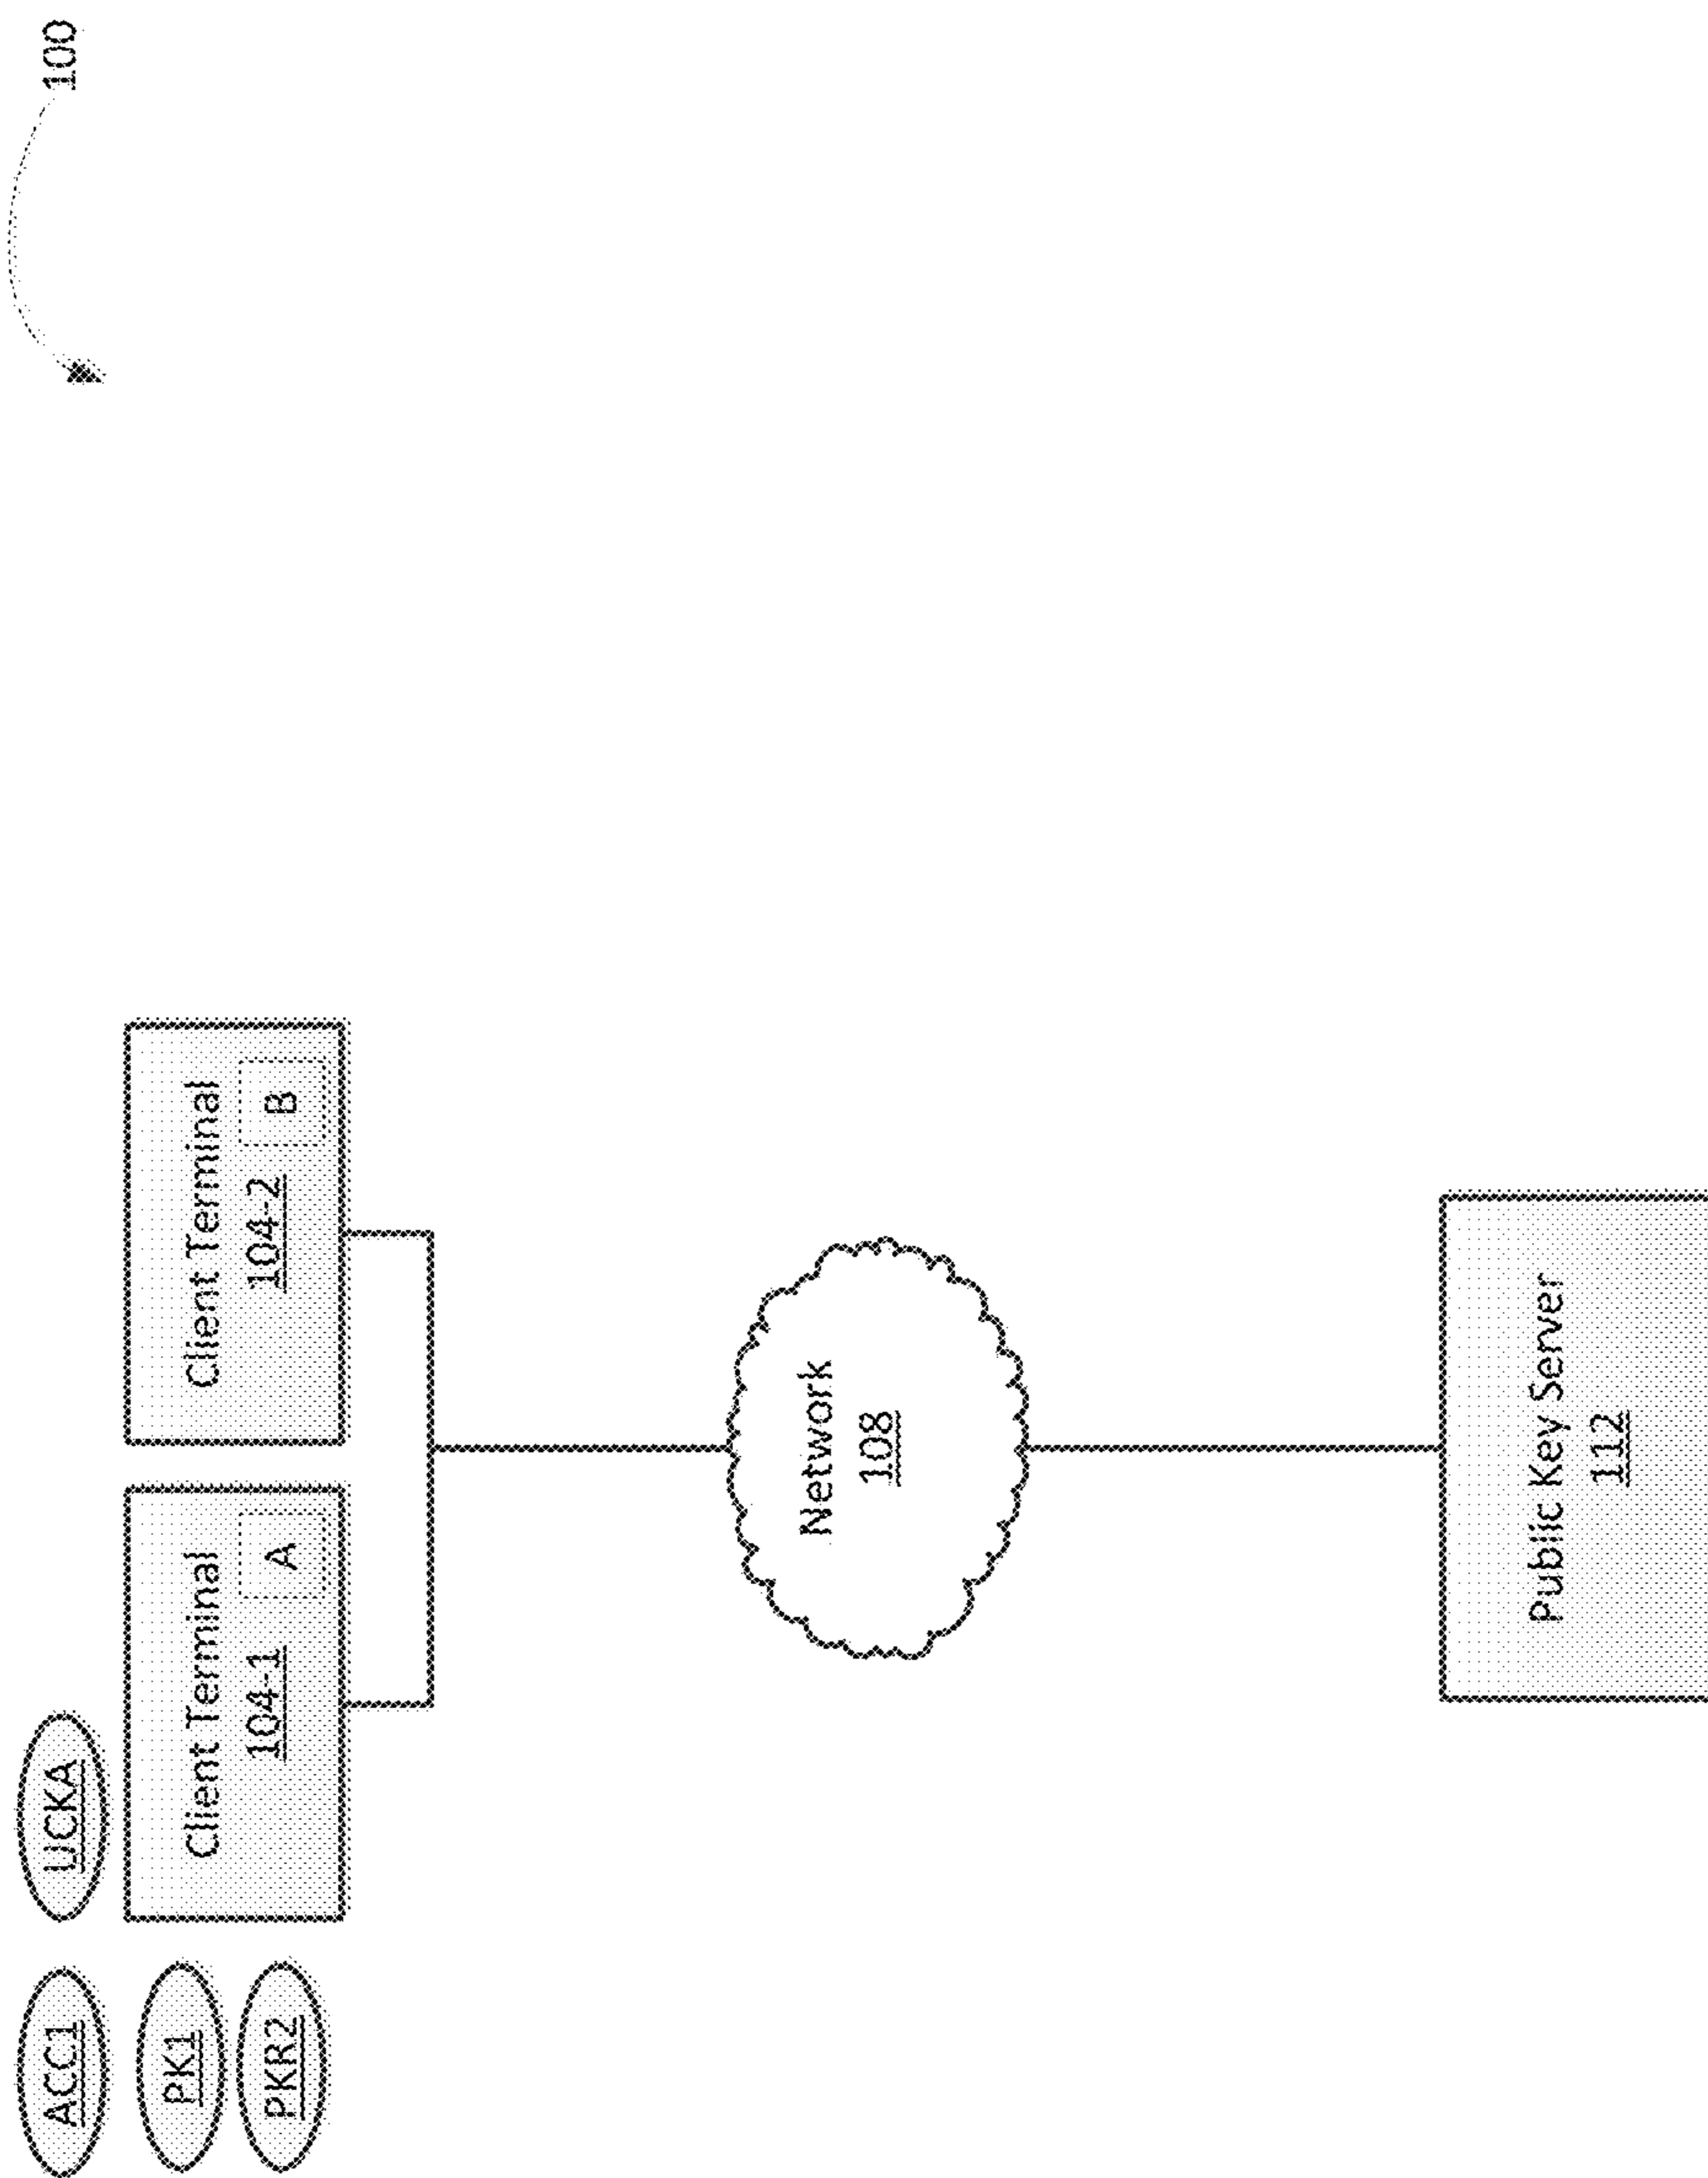 100
ACC1
UCKA
PK1
PKR2
Client Terminal
104-1
A
Client Terminal
104-2
B
Network
108
Public Key Server
112